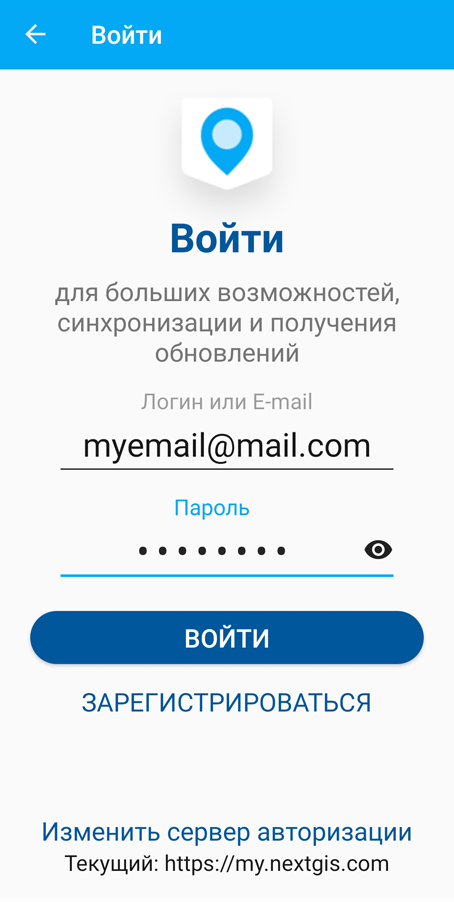 Войти
Войти
для больших возможностей,
синхронизации и получения
обновлений
Логин или E-mail
myemail@mail.com
Пароль
••••••••
ВОЙТИ
ЗАРЕГИСТРИРОВАТЬСЯ
Изменить сервер авторизации
Текущий: https://my.nextgis.com